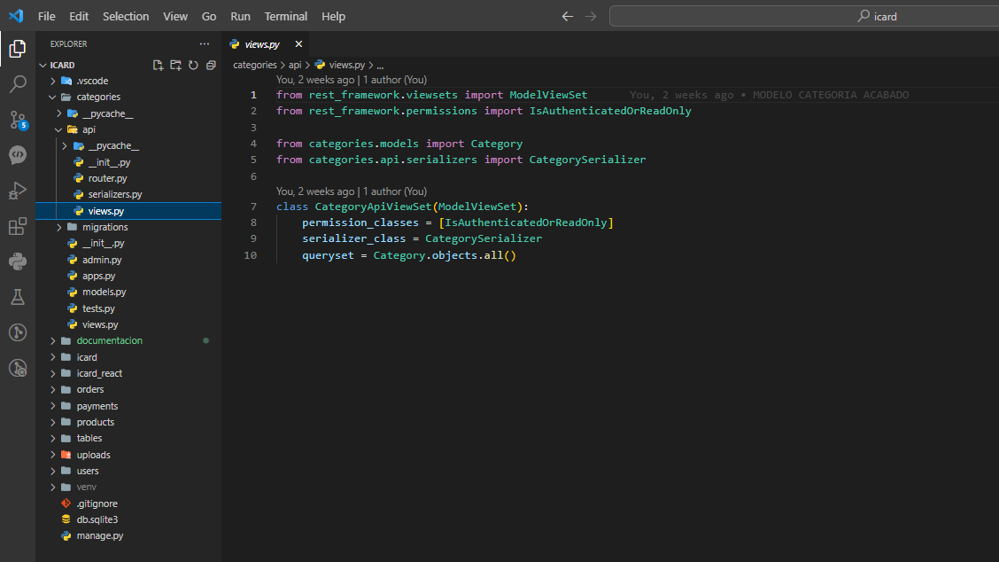 File Edit Selection View Go Run Terminal Help
icard
EXPLORER
ICARD
.vscode
categories
__pycache__
api
__pycache__
__init__.py
router.py
serializers.py
views.py
migrations
__init__.py
admin.py
apps.py
models.py
tests.py
views.py
documentacion
icard
icard_react
orders
payments
products
tables
uploads
users
venv
.gitignore
db.sqlite3
manage.py
5
views.py
categories > api > views.py > ...
You, 2 weeks ago | 1 author (You)
1 from rest_framework.viewsets import ModelViewSet You, 2 weeks ago • MODELO CATEGORIA ACABADO
2 from rest_framework.permissions import IsAuthenticatedOrReadOnly
3
4 from categories.models import Category
5 from categories.api.serializers import CategorySerializer
6
You, 2 weeks ago | 1 author (You)
7 class CategoryApiViewSet(ModelViewSet):
8 permission_classes = [IsAuthenticatedOrReadOnly]
9 serializer_class = CategorySerializer
10 queryset = Category.objects.all()